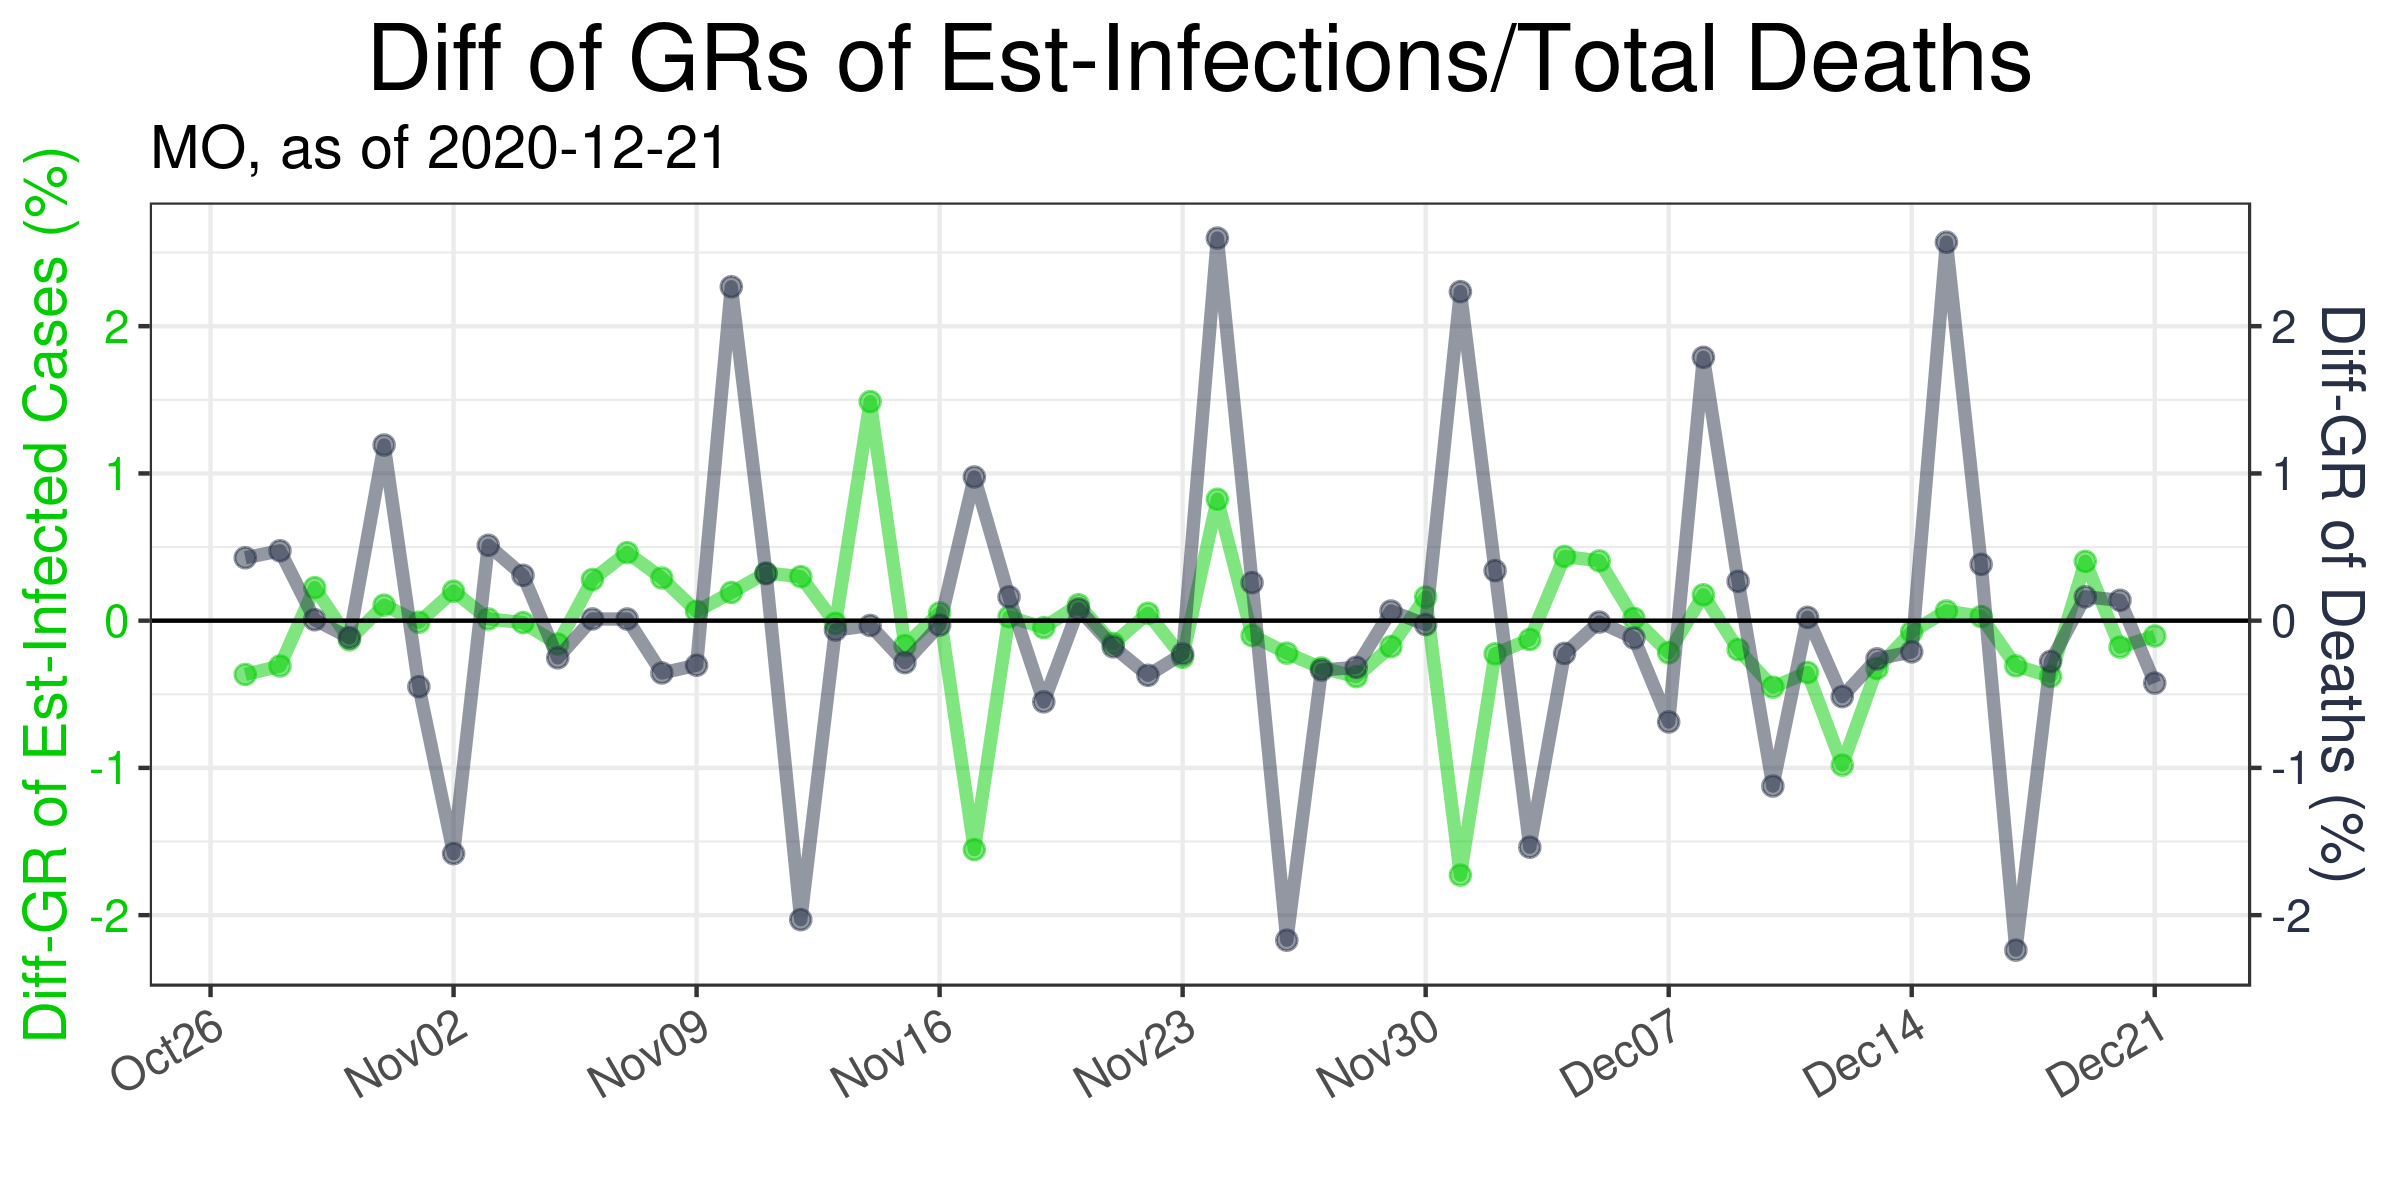 Diff of GRs of Est-Infections/Total Deaths
MO, as of 2020-12-21
Diff-GR of Est-Infected Cases (%)
2
1
0
-1
-2
2
1
0
-1
-2
Diff-GR of Deaths (%)
Oct26
Nov02
Nov09
Nov16
Nov23
Nov30
Dec07
Dec14
Dec21